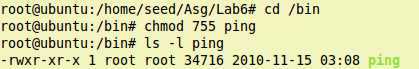 root@ubuntu:/home/seed/Asg/Lab6# cd /bin
root@ubuntu:/bin# chmod 755 ping
root@ubuntu:/bin# ls -l ping
-rwxr-xr-x 1 root root 34716 2010-11-15 03:08 ping